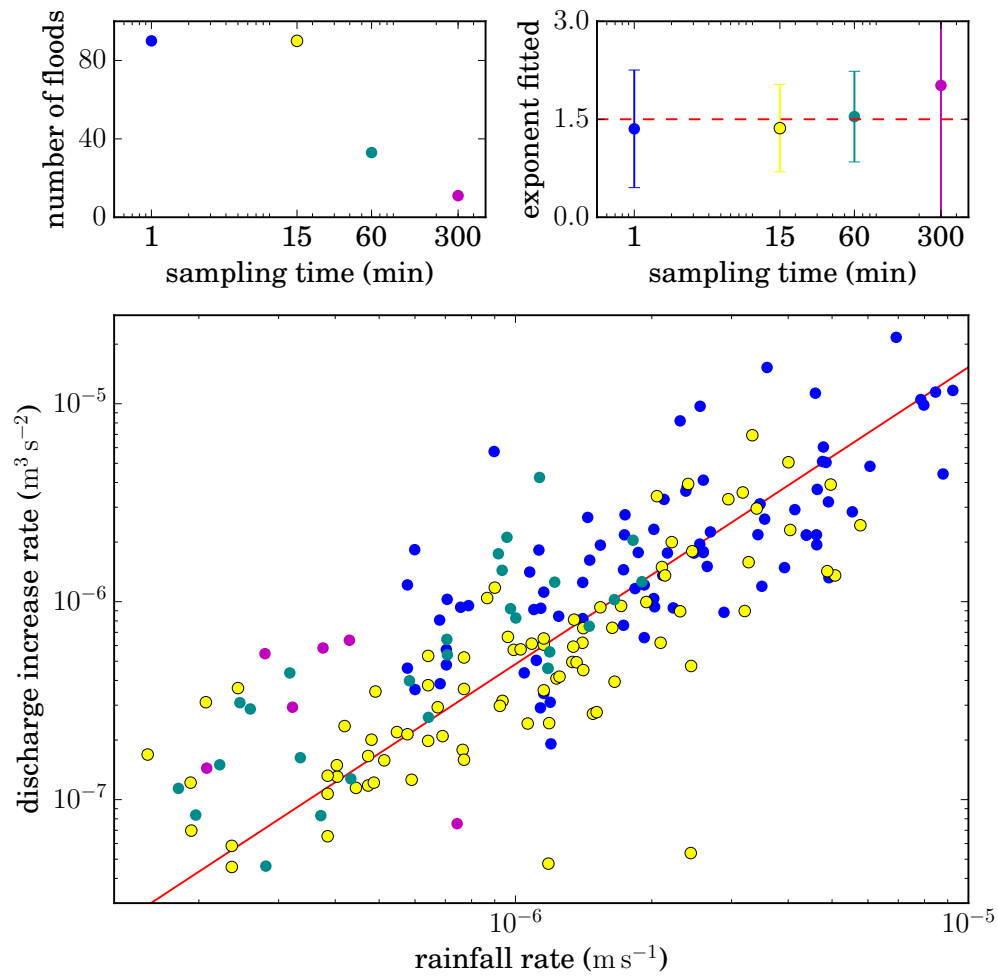 number of floods
80
40
0
1 15 60 300
sampling time (min)
exponent fitted
3.0
1.5
0.0
1 15 60 300
sampling time (min)
discharge increase rate (m³ s⁻²)
10⁻⁵
10⁻⁶
10⁻⁷
10⁻⁶ 10⁻⁵
rainfall rate (m s⁻¹)